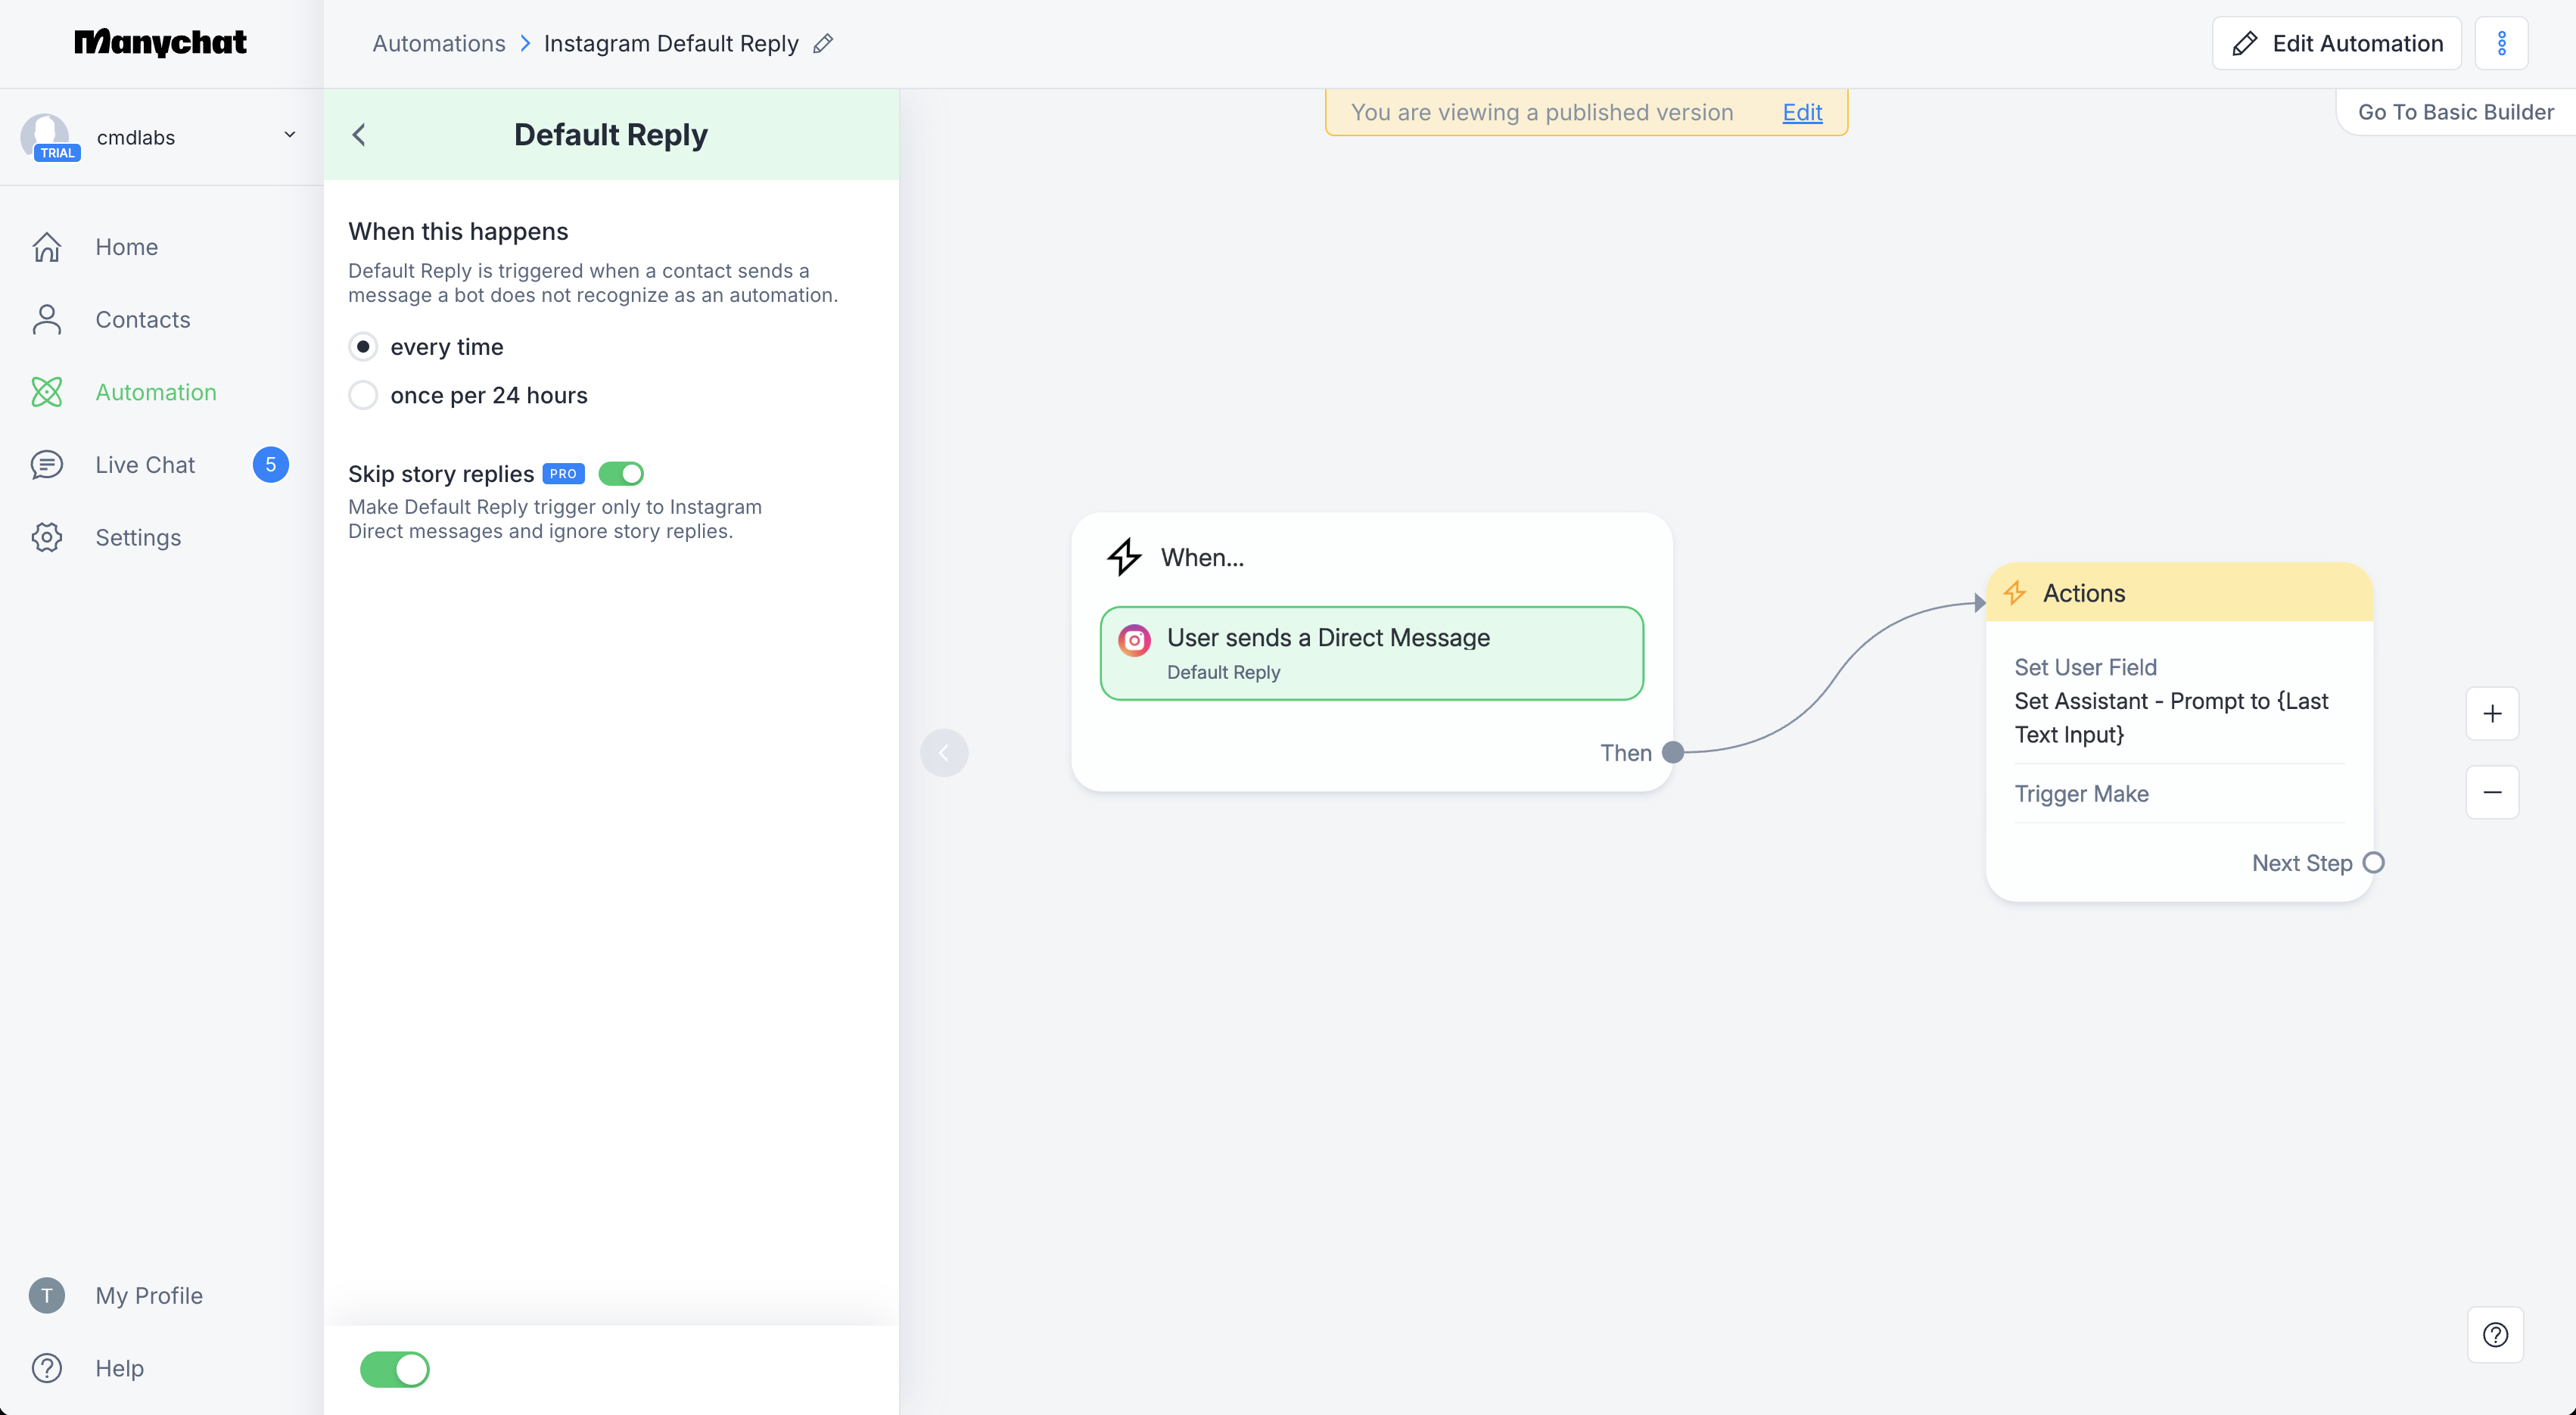 Manychat
Automations
Instagram Default Reply
Edit Automation
TRIAL
cmdlabs
Home
Contacts
Automation
Live Chat
5
Settings
T
My Profile
Help
Default Reply
When this happens
Default Reply is triggered when a contact sends a
message a bot does not recognize as an automation.
every time
once per 24 hours
Skip story replies PRO
Make Default Reply trigger only to Instagram
Direct messages and ignore story replies.
You are viewing a published version Edit
Go To Basic Builder
When...
User sends a Direct Message
Default Reply
Then
Actions
Set User Field
Set Assistant - Prompt to {Last
Text Input}
Trigger Make
Next Step